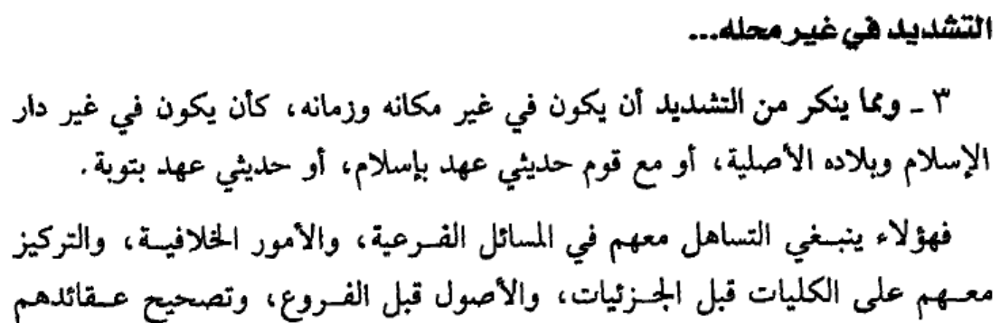 التشديد في غير محله...
٣ ـ ومما ينكر من التشديد أن يكون في غير مكانه وزمانه، كأن يكون في غير دار
الإسلام وبلاده الأصلية، أو مع قوم حديثي عهد بإسلام، أو حديثي عهد بتوبة.
فهؤلاء ينبغي التساهل معهم في المسائل الفرعية، والأمور الخلافية، والتركيز
معهم على الكليات قبل الجزئيات، والأصول قبل الفروع، وتصحيح عقائدهم